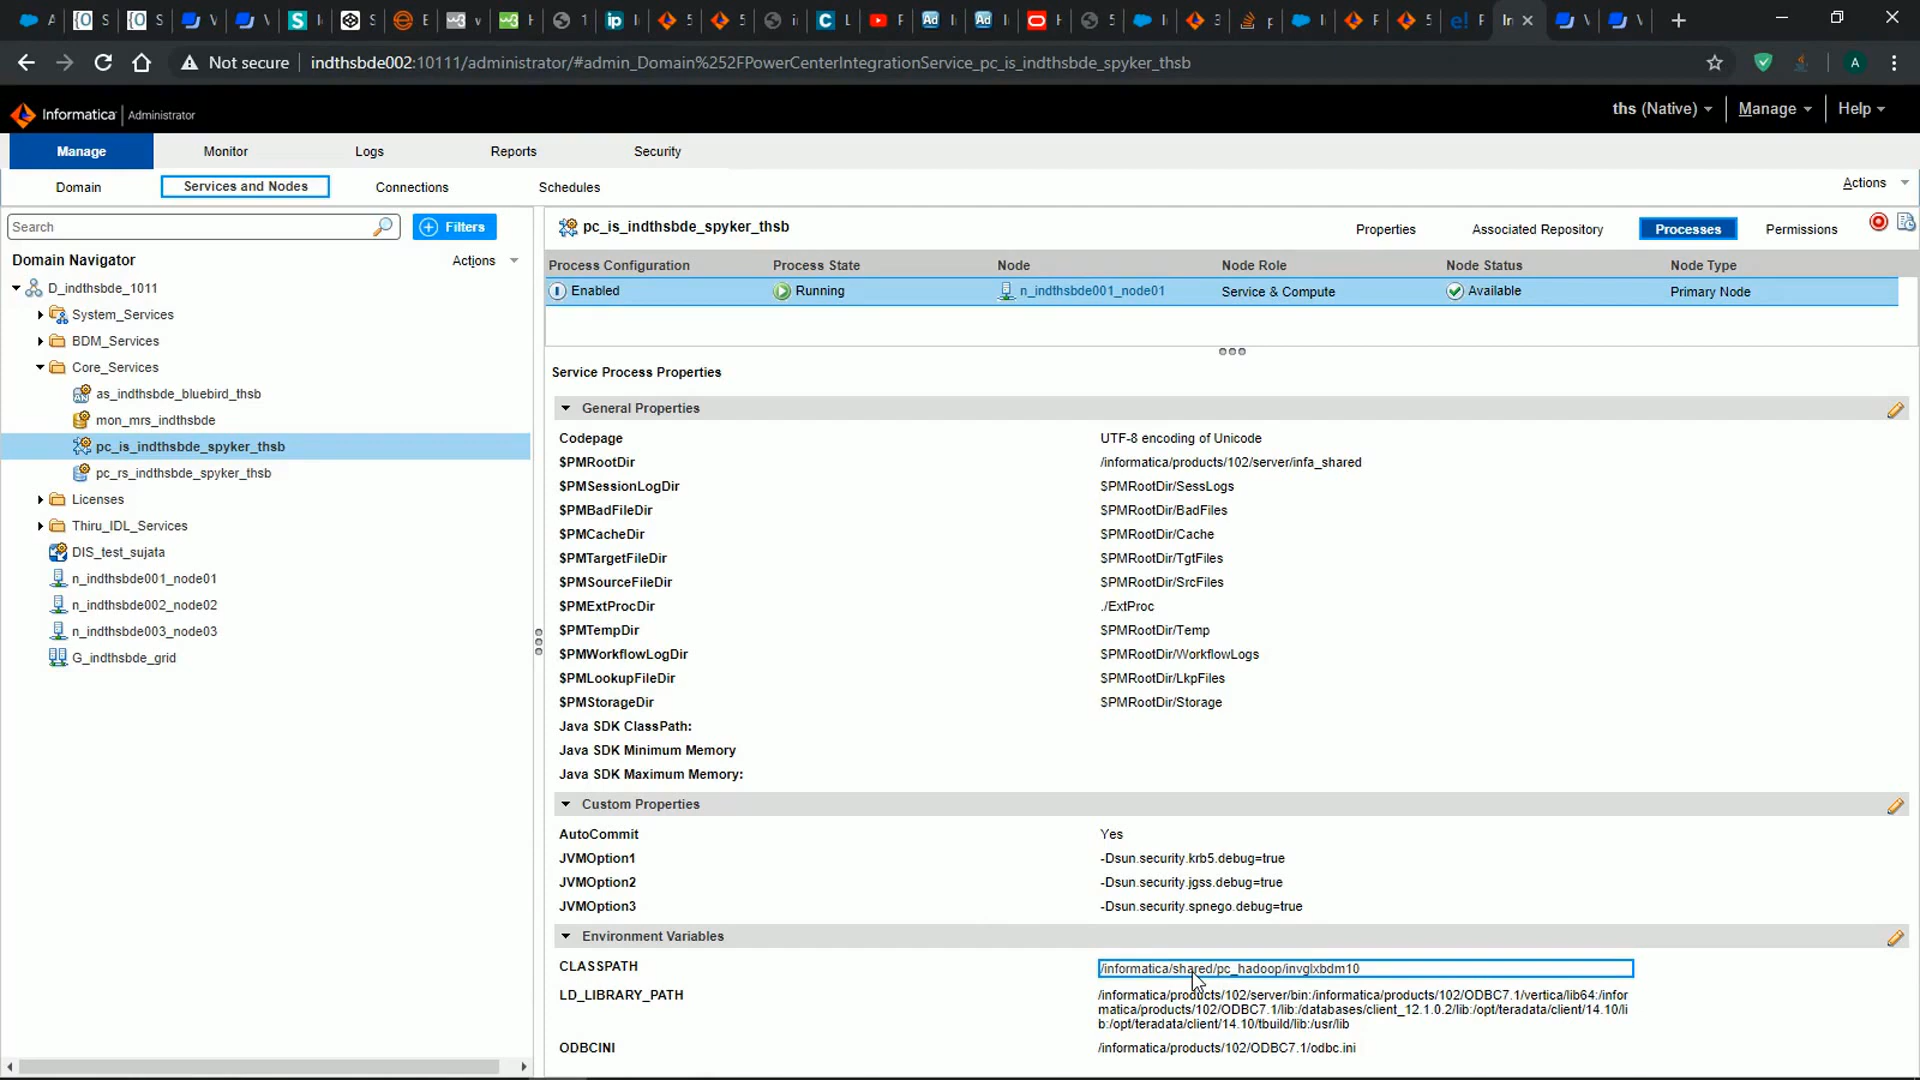 Not secure | indthsbde002:10111/administrator/#admin_Domain%252FPowerCenterIntegrationService_pc_is_indthsbde_spyker_thsb
A
Informatica | Administrator
ths (Native) | Manage | Help
Manage Monitor Logs Reports Security
Domain Services and Nodes Connections Schedules Actions
Search Filters
Domain Navigator Actions
D_indthsbde_1011
System_Services
BDM_Services
Core_Services
as_indthsbde_bluebird_thsb
mon_mrs_indthsbde
pc_is_indthsbde_spyker_thsb
pc_rs_indthsbde_spyker_thsb
Licenses
Thiru_IDL_Services
DIS_test_sujata
n_indthsbde001_node01
n_indthsbde002_node02
n_indthsbde003_node03
G_indthsbde_grid
pc_is_indthsbde_spyker_thsb Properties Associated Repository Processes Permissions
Process Configuration Process State Node Node Role Node Status Node Type
Enabled Running n_indthsbde001_node01 Service & Compute Available Primary Node
Service Process Properties
General Properties
Codepage UTF-8 encoding of Unicode
$PMRootDir /informatica/products/102/server/infa_shared
$PMSessionLogDir $PMRootDir/SessLogs
$PMBadFileDir $PMRootDir/BadFiles
$PMCacheDir $PMRootDir/Cache
$PMTargetFileDir $PMRootDir/TgtFiles
$PMSourceFileDir $PMRootDir/SrcFiles
$PMExtProcDir ./ExtProc
$PMTempDir $PMRootDir/Temp
$PMWorkflowLogDir $PMRootDir/WorkflowLogs
$PMLookupFileDir $PMRootDir/LkpFiles
$PMStorageDir $PMRootDir/Storage
Java SDK ClassPath:
Java SDK Minimum Memory
Java SDK Maximum Memory:
Custom Properties
AutoCommit Yes
JVMOption1 -Dsun.security.krb5.debug=true
JVMOption2 -Dsun.security.jgss.debug=true
JVMOption3 -Dsun.security.spnego.debug=true
Environment Variables
CLASSPATH /informatica/shared/pc_hadoop/invglxbdm10
LD_LIBRARY_PATH /informatica/products/102/server/bin:/informatica/products/102/ODBC7.1/vertica/lib64:/infor
matica/products/102/ODBC7.1/lib:/databases/client_12.1.0.2/lib:/opt/teradata/client/14.10/li
b:/opt/teradata/client/14.10/tbuild/lib:/usr/lib
ODBCINI /informatica/products/102/ODBC7.1/odbc.ini